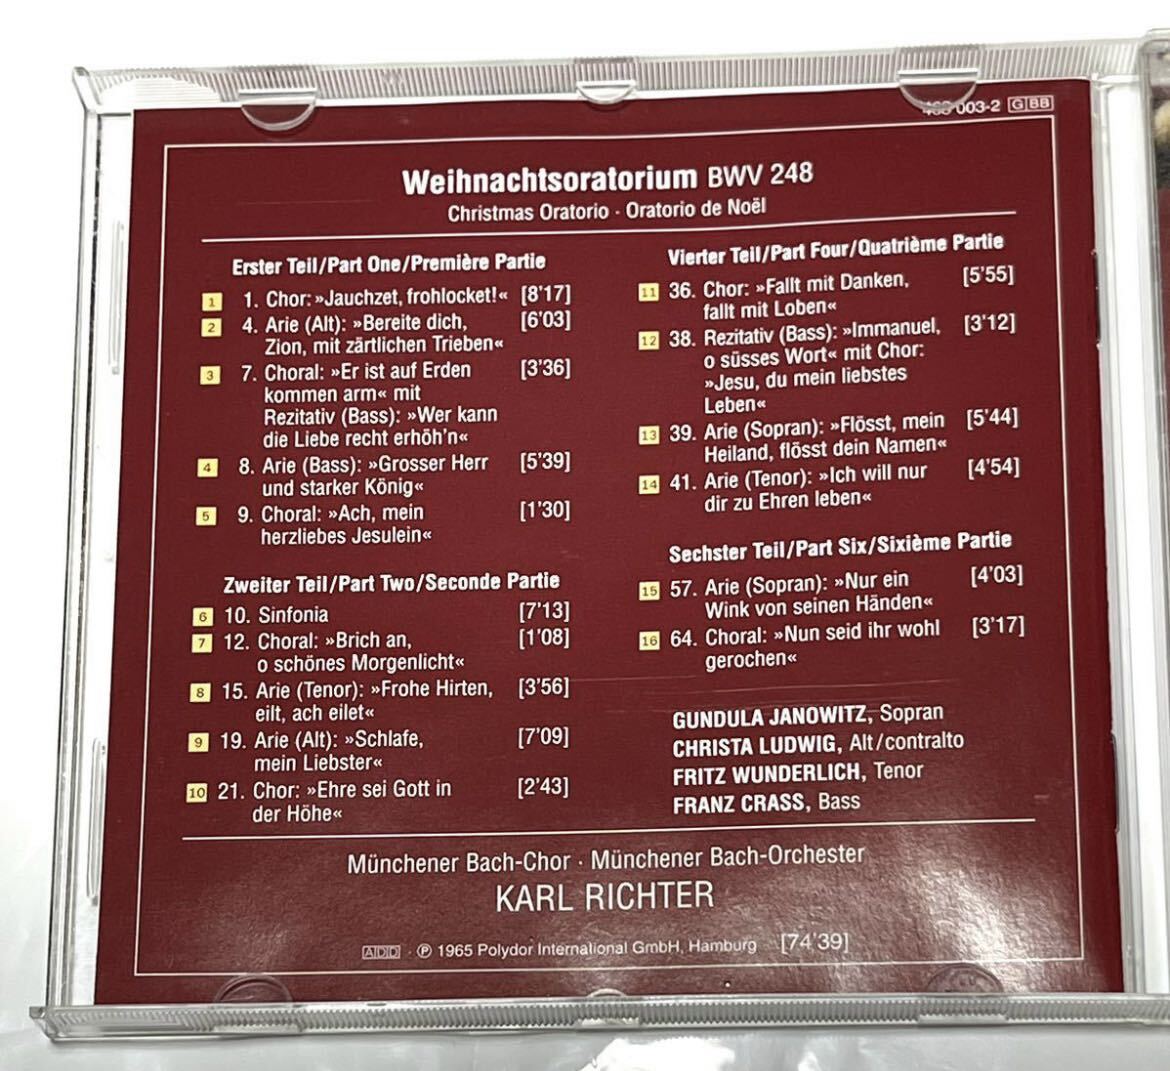 003-2 GBB
Weihnachtsoratorium BWV 248
Christmas Oratorio · Oratorio de Noël
Erster Teil/Part One/Première Partie
1 1. Chor: »Jauchzet, frohlocket!« [8'17]
2 4. Arie (Alt): »Bereite dich, [6'03]
Zion, mit zärtlichen Trieben«
3 7. Choral: »Er ist auf Erden [3'36]
kommen arm« mit
Rezitativ (Bass): »Wer kann
die Liebe recht erhöh'n«
4 8. Arie (Bass): »Grosser Herr [5'39]
und starker König«
5 9. Choral: »Ach, mein [1'30]
herzliebes Jesulein«
Zweiter Teil/Part Two/Seconde Partie
6 10. Sinfonia [7'13]
7 12. Choral: »Brich an, [1'08]
o schönes Morgenlicht«
8 15. Arie (Tenor): »Frohe Hirten, [3'56]
eilt, ach eilet«
9 19. Arie (Alt): »Schlafe, [7'09]
mein Liebster«
10 21. Chor: »Ehre sei Gott in [2'43]
der Höhe«
Vierter Teil/Part Four/Quatrième Partie
11 36. Chor: »Fallt mit Danken, [5'55]
fallt mit Loben«
12 38. Rezitativ (Bass): »Immanuel, [3'12]
o süsses Wort« mit Chor:
»Jesu, du mein liebstes
Leben«
13 39. Arie (Sopran): »Flösst, mein [5'44]
Heiland, flösst dein Namen«
14 41. Arie (Tenor): »Ich will nur [4'54]
dir zu Ehren leben«
Sechster Teil/Part Six/Sixième Partie
15 57. Arie (Sopran): »Nur ein [4'03]
Wink von seinen Händen«
16 64. Choral: »Nun seid ihr wohl [3'17]
gerochen«
GUNDULA JANOWITZ, Sopran
CHRISTA LUDWIG, Alt/contralto
FRITZ WUNDERLICH, Tenor
FRANZ CRASS, Bass
Münchener Bach-Chor · Münchener Bach-Orchester
KARL RICHTER
ADD · ℗ 1965 Polydor International GmbH, Hamburg [74'39]